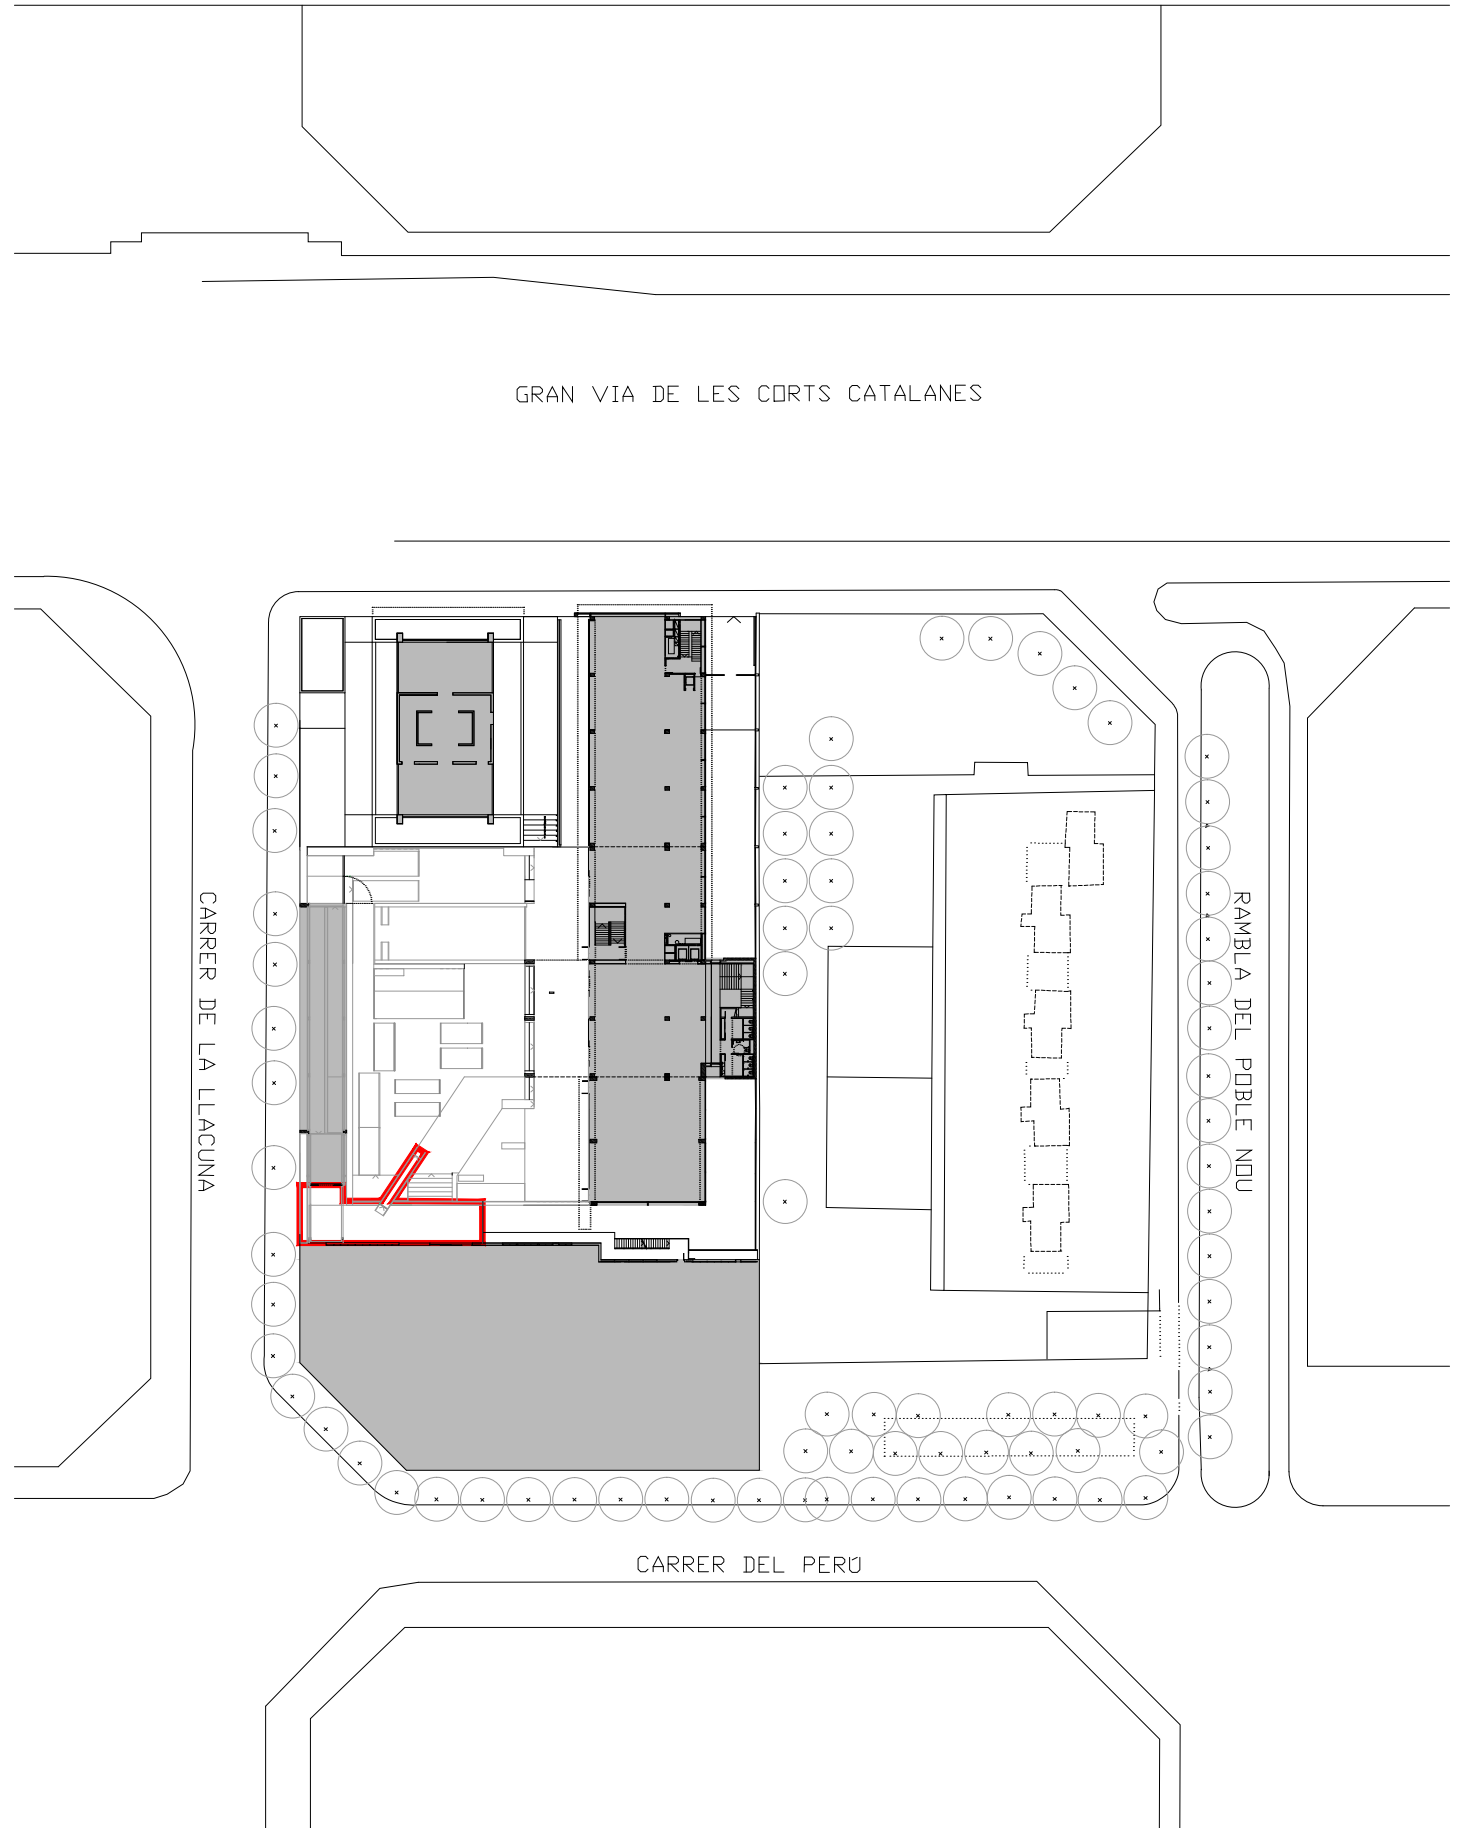 GRAN VIA DE LES CORTS CATALANES
CARRER DE LA LLACUNA
RAMBLA DEL POBLE NOU
CARRER DEL PERÚ